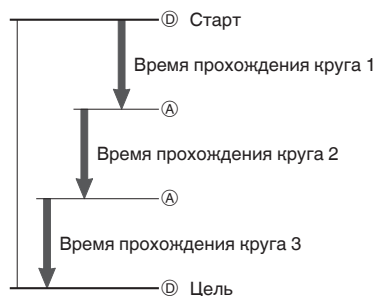 Ⓓ Старт
Время прохождения круга 1
Ⓐ
Время прохождения круга 2
Ⓐ
Время прохождения круга 3
Ⓓ Цель